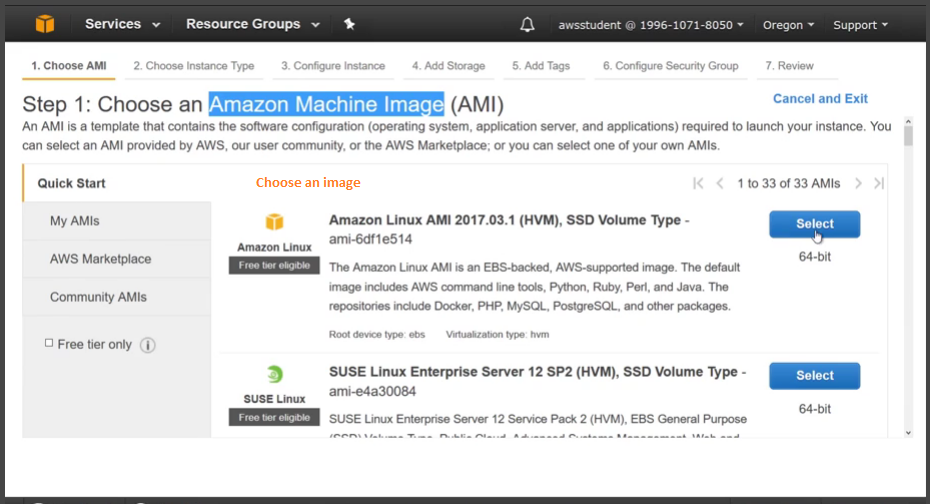 Services Resource Groups awsstudent @ 1996-1071-8050 Oregon Support
1. Choose AMI 2. Choose Instance Type 3. Configure Instance 4. Add Storage 5. Add Tags 6. Configure Security Group 7. Review
Step 1: Choose an Amazon Machine Image (AMI)
Cancel and Exit
An AMI is a template that contains the software configuration (operating system, application server, and applications) required to launch your instance. You
can select an AMI provided by AWS, our user community, or the AWS Marketplace; or you can select one of your own AMIs.
Quick Start
My AMIs
AWS Marketplace
Community AMIs
Free tier only
Choose an image
1 to 33 of 33 AMIs
Amazon Linux
Free tier eligible
Amazon Linux AMI 2017.03.1 (HVM), SSD Volume Type -
ami-6df1e514
The Amazon Linux AMI is an EBS-backed, AWS-supported image. The default
image includes AWS command line tools, Python, Ruby, Perl, and Java. The
repositories include Docker, PHP, MySQL, PostgreSQL, and other packages.
Root device type: ebs Virtualization type: hvm
Select
64-bit
SUSE Linux
Free tier eligible
SUSE Linux Enterprise Server 12 SP2 (HVM), SSD Volume Type -
ami-e4a30084
SUSE Linux Enterprise Server 12 Service Pack 2 (HVM), EBS General Purpose
(SSD) Volume Type, Public Cloud, Advanced Systems Management, Web and
Select
64-bit